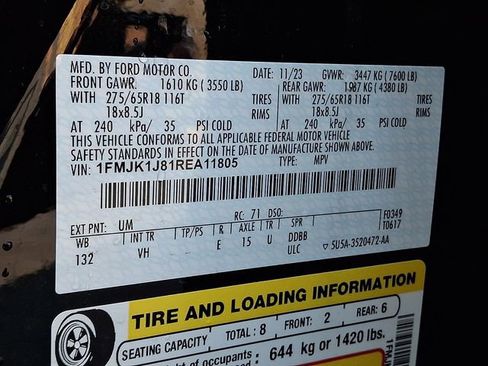 MFD. BY FORD MOTOR CO. DATE: 11/23 GVWR: 3447 KG (7600 LB)
FRONT GAWR: 1610 KG (3550 LB) REAR GAWR: 1987 KG (4380 LB)
WITH 275/65R18 116T TIRES WITH 275/65R18 116T TIRES
18x8.5J RIMS 18x8.5J RIMS
AT 240 kPa/ 35 PSI COLD AT 240 kPa/ 35 PSI COLD
THIS VEHICLE CONFORMS TO ALL APPLICABLE FEDERAL MOTOR VEHICLE
SAFETY STANDARDS IN EFFECT ON THE DATE OF MANUFACTURE SHOWN ABOVE.
VIN: 1FMJK1J81REA11805 TYPE: MPV
EXT PNT: UM RC: 71 DSO: F0349
WB INT TR TP/PS R AXLE TR SPR T0617
132 VH - E 15 U DDBB
ULC ▽ 5U5A-3520472-AA
TIRE AND LOADING INFORMATION
SEATING CAPACITY TOTAL: 8 FRONT: 2 REAR: 6
of occupants 644 kg or 1420 lbs.